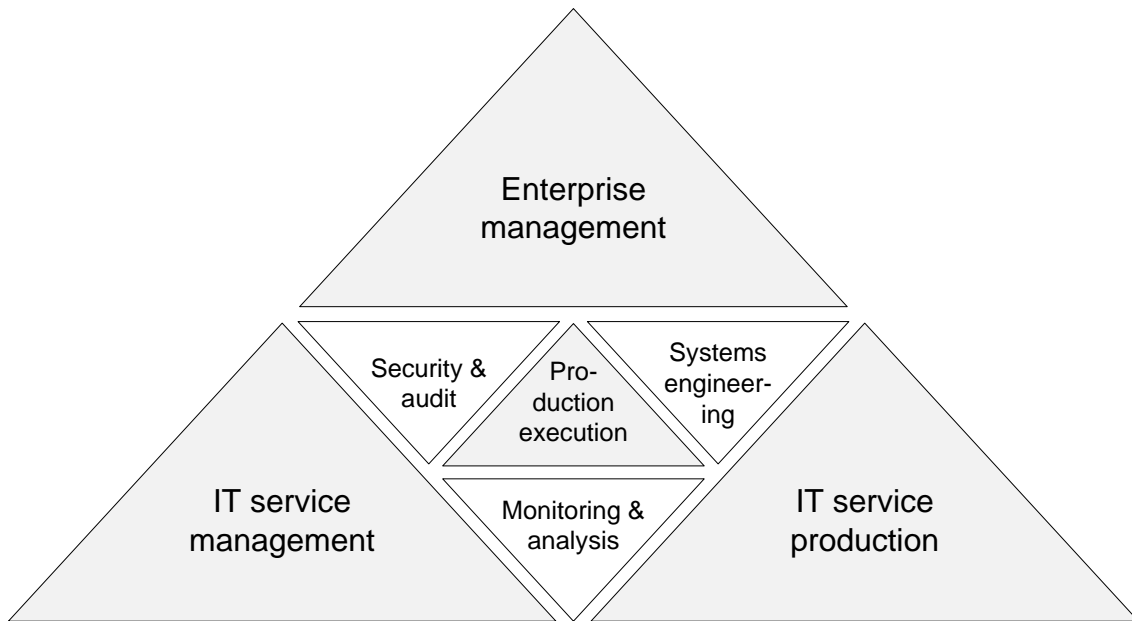 Enterprise
management
Security &
audit
Pro-
duction
execution
Systems
engineer-
ing
IT service
management
Monitoring &
analysis
IT service
production